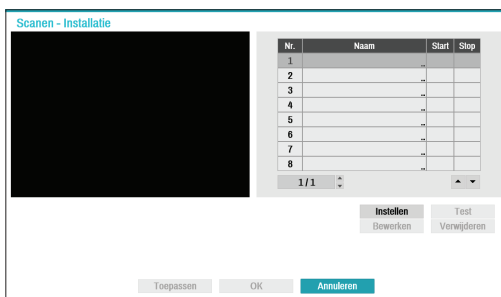 Scanen - Installatie
Nr. Naam Start Stop
1 ..
2 ..
3 ..
4 ..
5 ..
6 ..
7 ..
8 ..
1/1
Instellen Test
Bewerken Verwijderen
Toepassen OK Annuleren